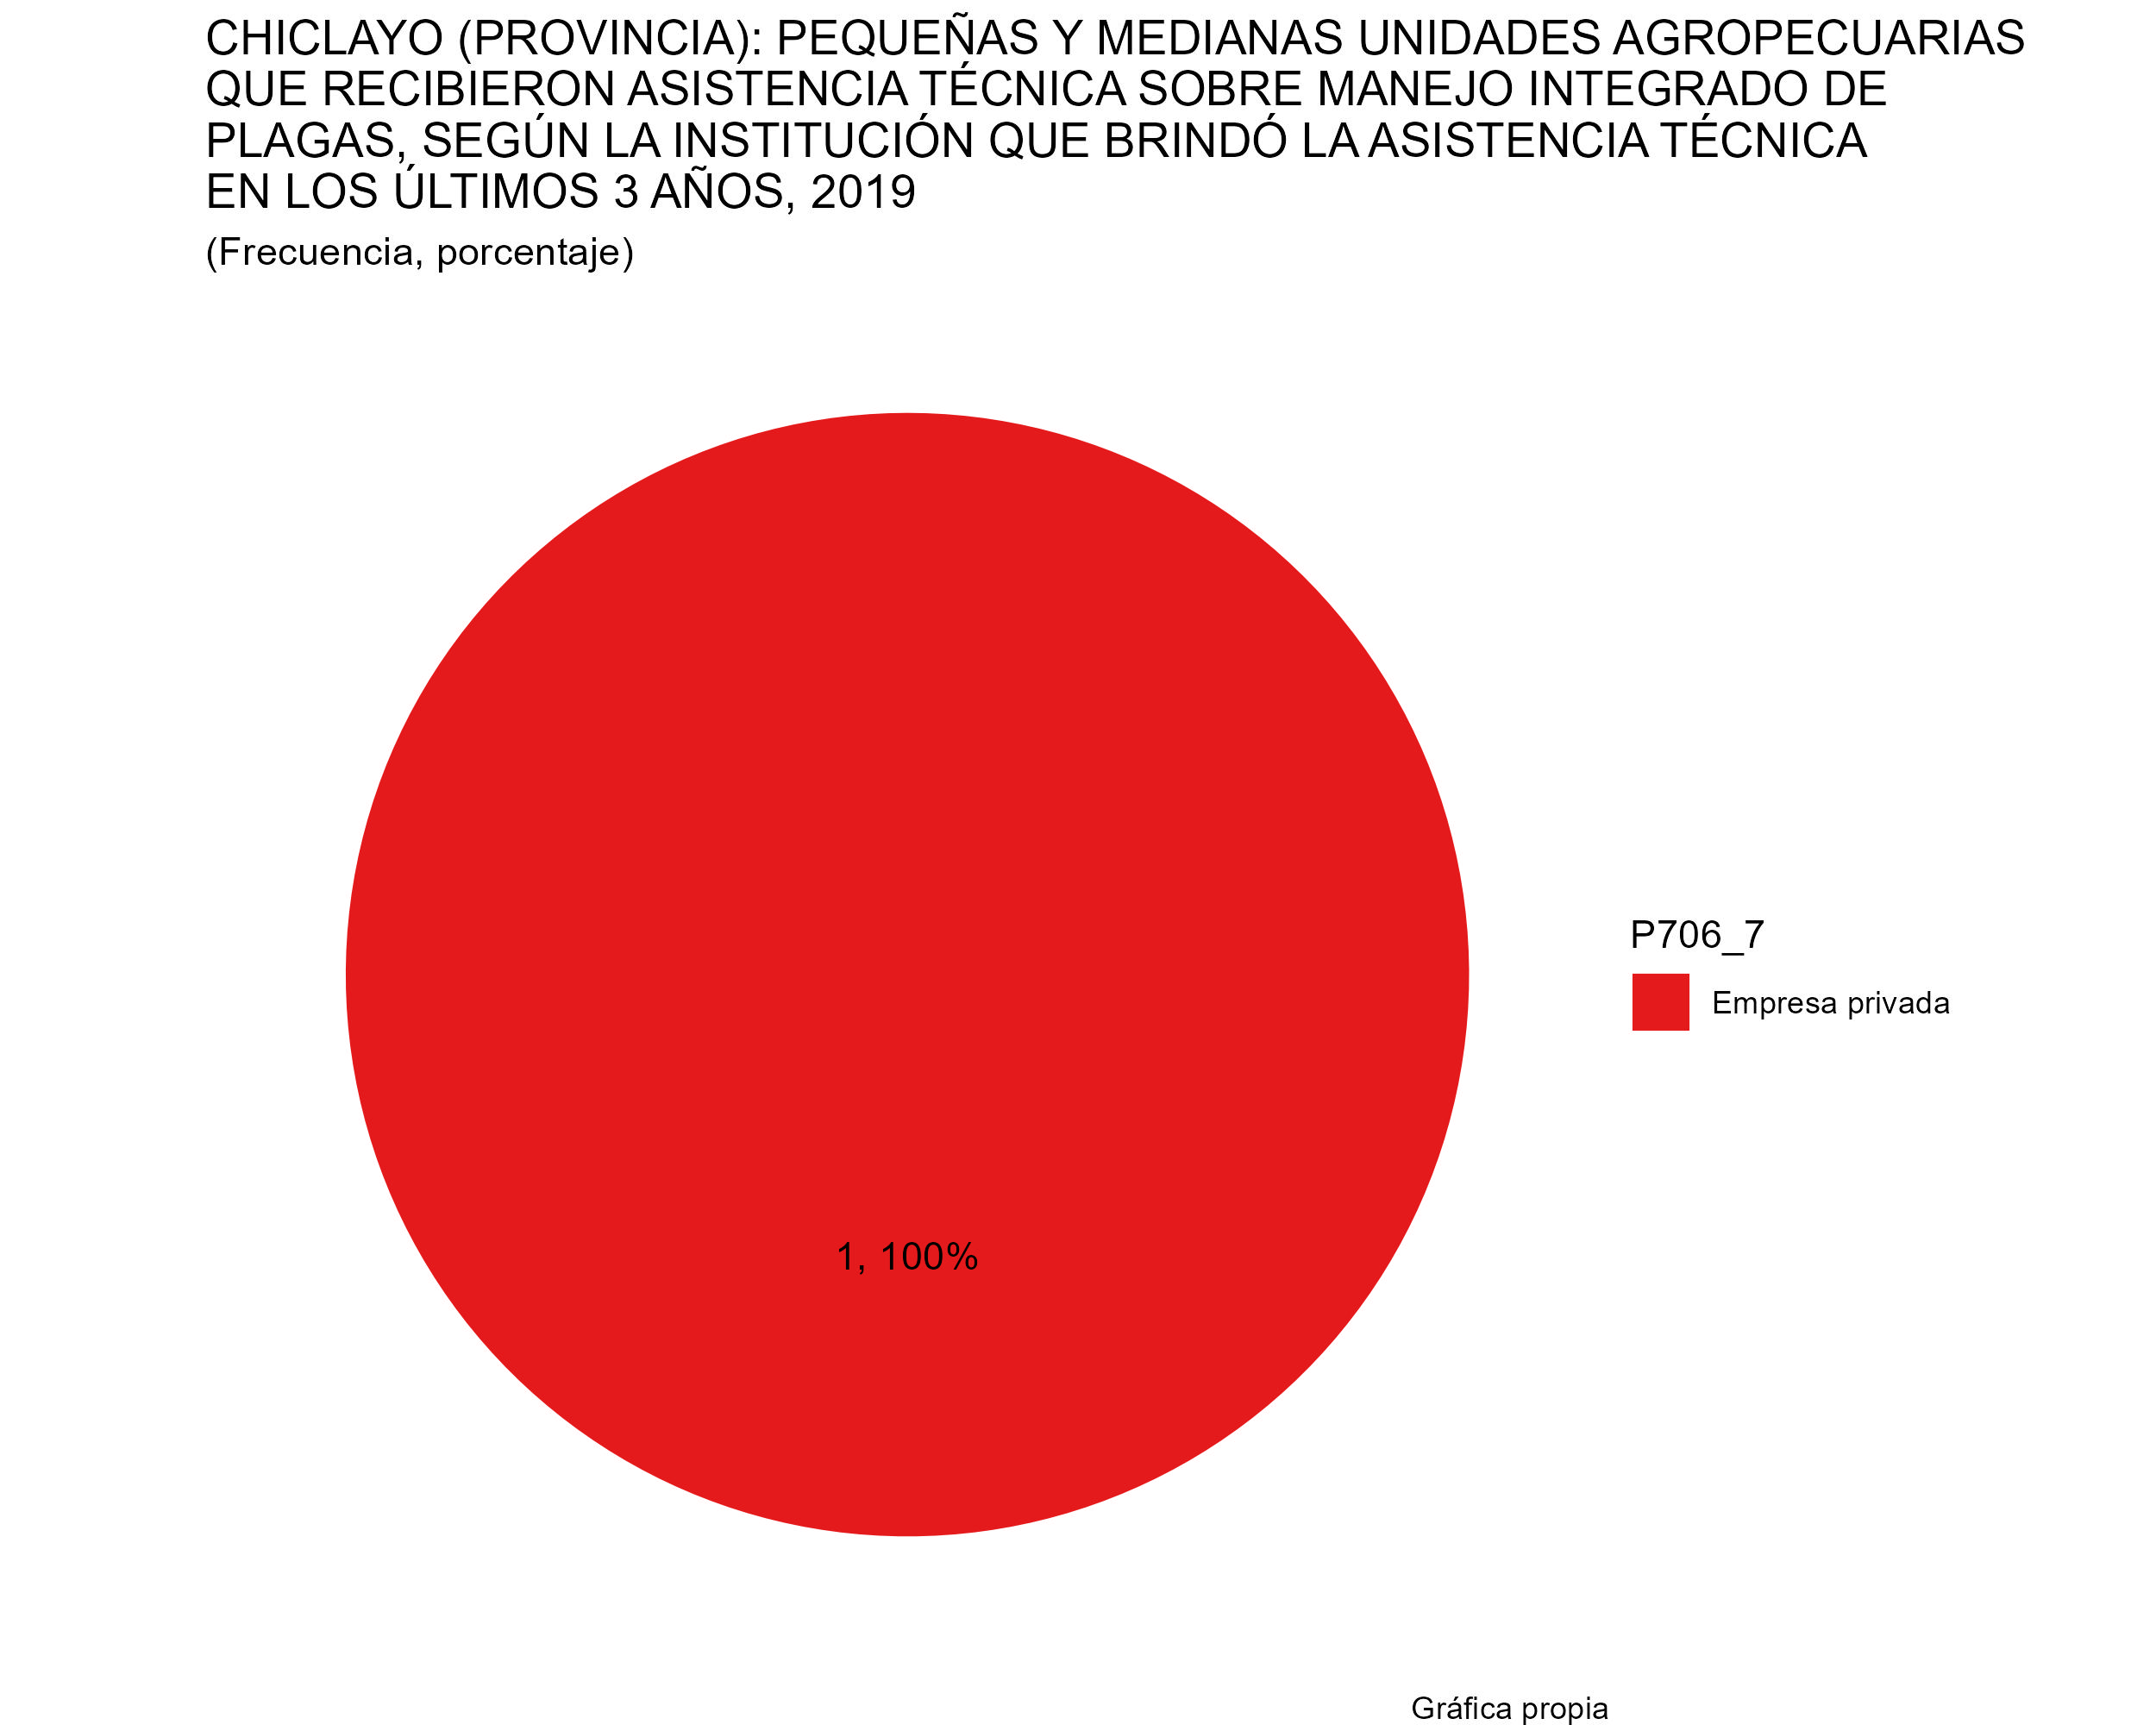 CHICLAYO (PROVINCIA): PEQUEÑAS Y MEDIANAS UNIDADES AGROPECUARIAS
QUE RECIBIERON ASISTENCIA TÉCNICA SOBRE MANEJO INTEGRADO DE
PLAGAS, SEGÚN LA INSTITUCIÓN QUE BRINDÓ LA ASISTENCIA TÉCNICA
EN LOS ÚLTIMOS 3 AÑOS, 2019
(Frecuencia, porcentaje)
P706_7
Empresa privada
1, 100%
Gráfica propia